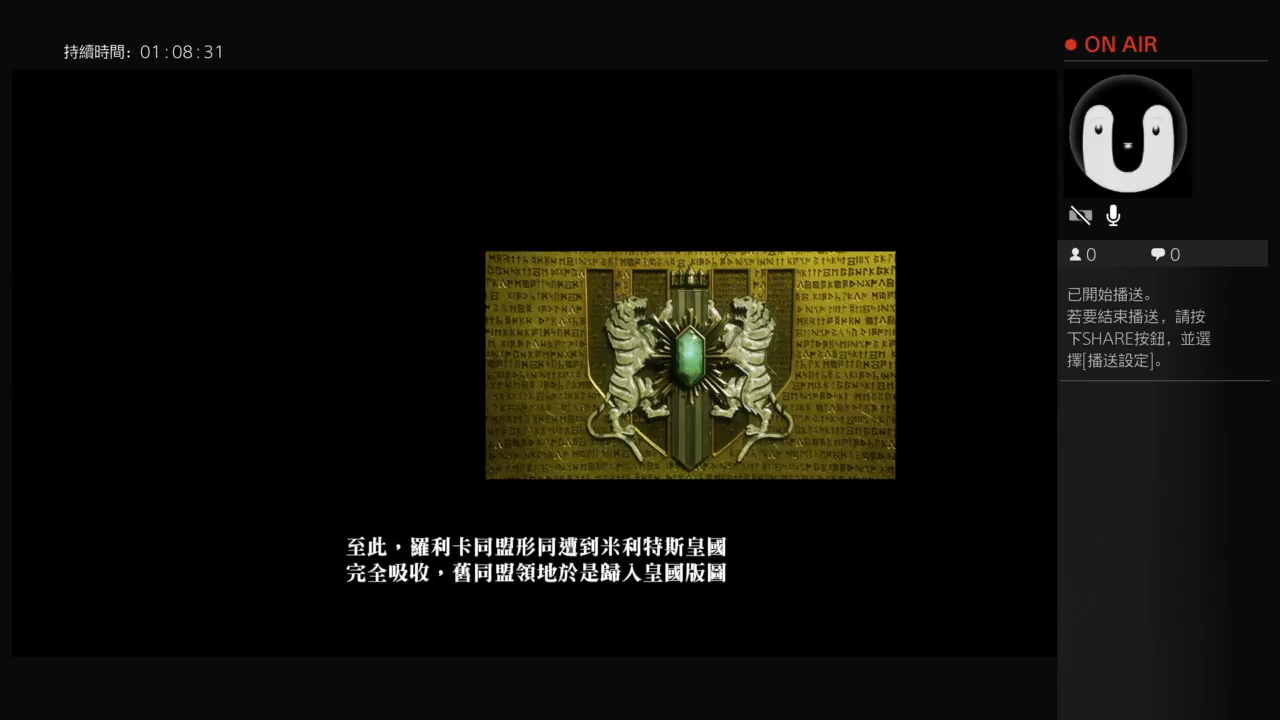 持續時間：01:08:31
ON AIR
0
0
已開始播送。
若要結束播送，請按
下SHARE按鈕，並選
擇[播送設定]。
至此，羅利卡同盟形同遭到米利特斯皇國
完全吸收，舊同盟領地於是歸入皇國版圖